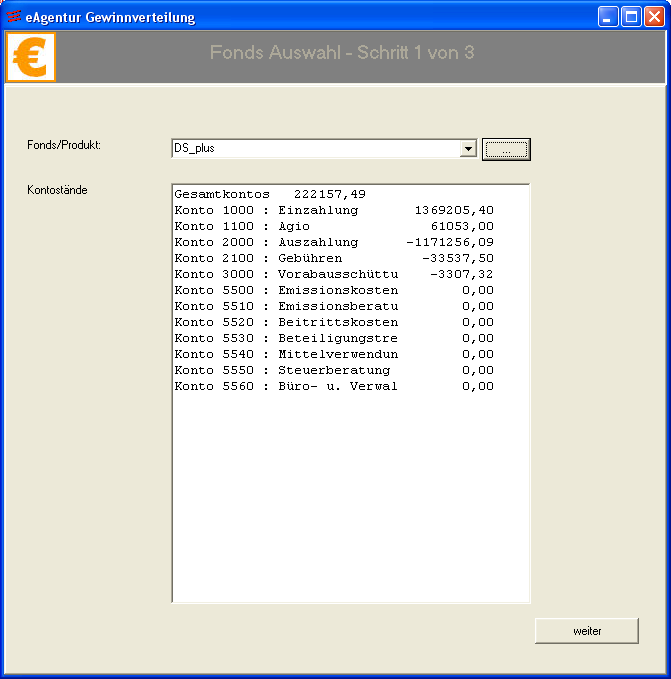 eAgentur Gewinnverteilung
€
Fonds Auswahl - Schritt 1 von 3
Fonds/Produkt: DS_plus ...
Kontostände
Gesamtkontos 222157,49
Konto 1000 : Einzahlung 1369205,40
Konto 1100 : Agio 61053,00
Konto 2000 : Auszahlung -1171256,09
Konto 2100 : Gebühren -33537,50
Konto 3000 : Vorabausschüttu -3307,32
Konto 5500 : Emissionskosten 0,00
Konto 5510 : Emissionsberatu 0,00
Konto 5520 : Beitrittskosten 0,00
Konto 5530 : Beteiligungstre 0,00
Konto 5540 : Mittelverwendun 0,00
Konto 5550 : Steuerberatung 0,00
Konto 5560 : Büro- u. Verwal 0,00
weiter